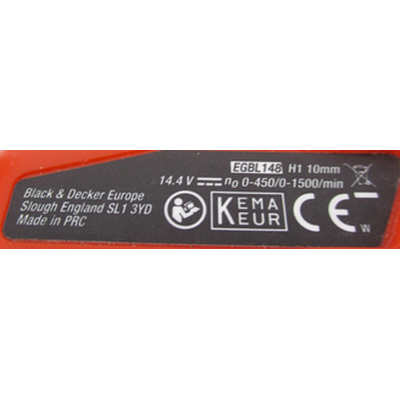 EGBL148 H1 10mm
14.4 V n0 0-450/0-1500/min
Black & Decker Europe
Slough England SL1 3YD
Made in PRC
KEMA
KEUR
CE
W